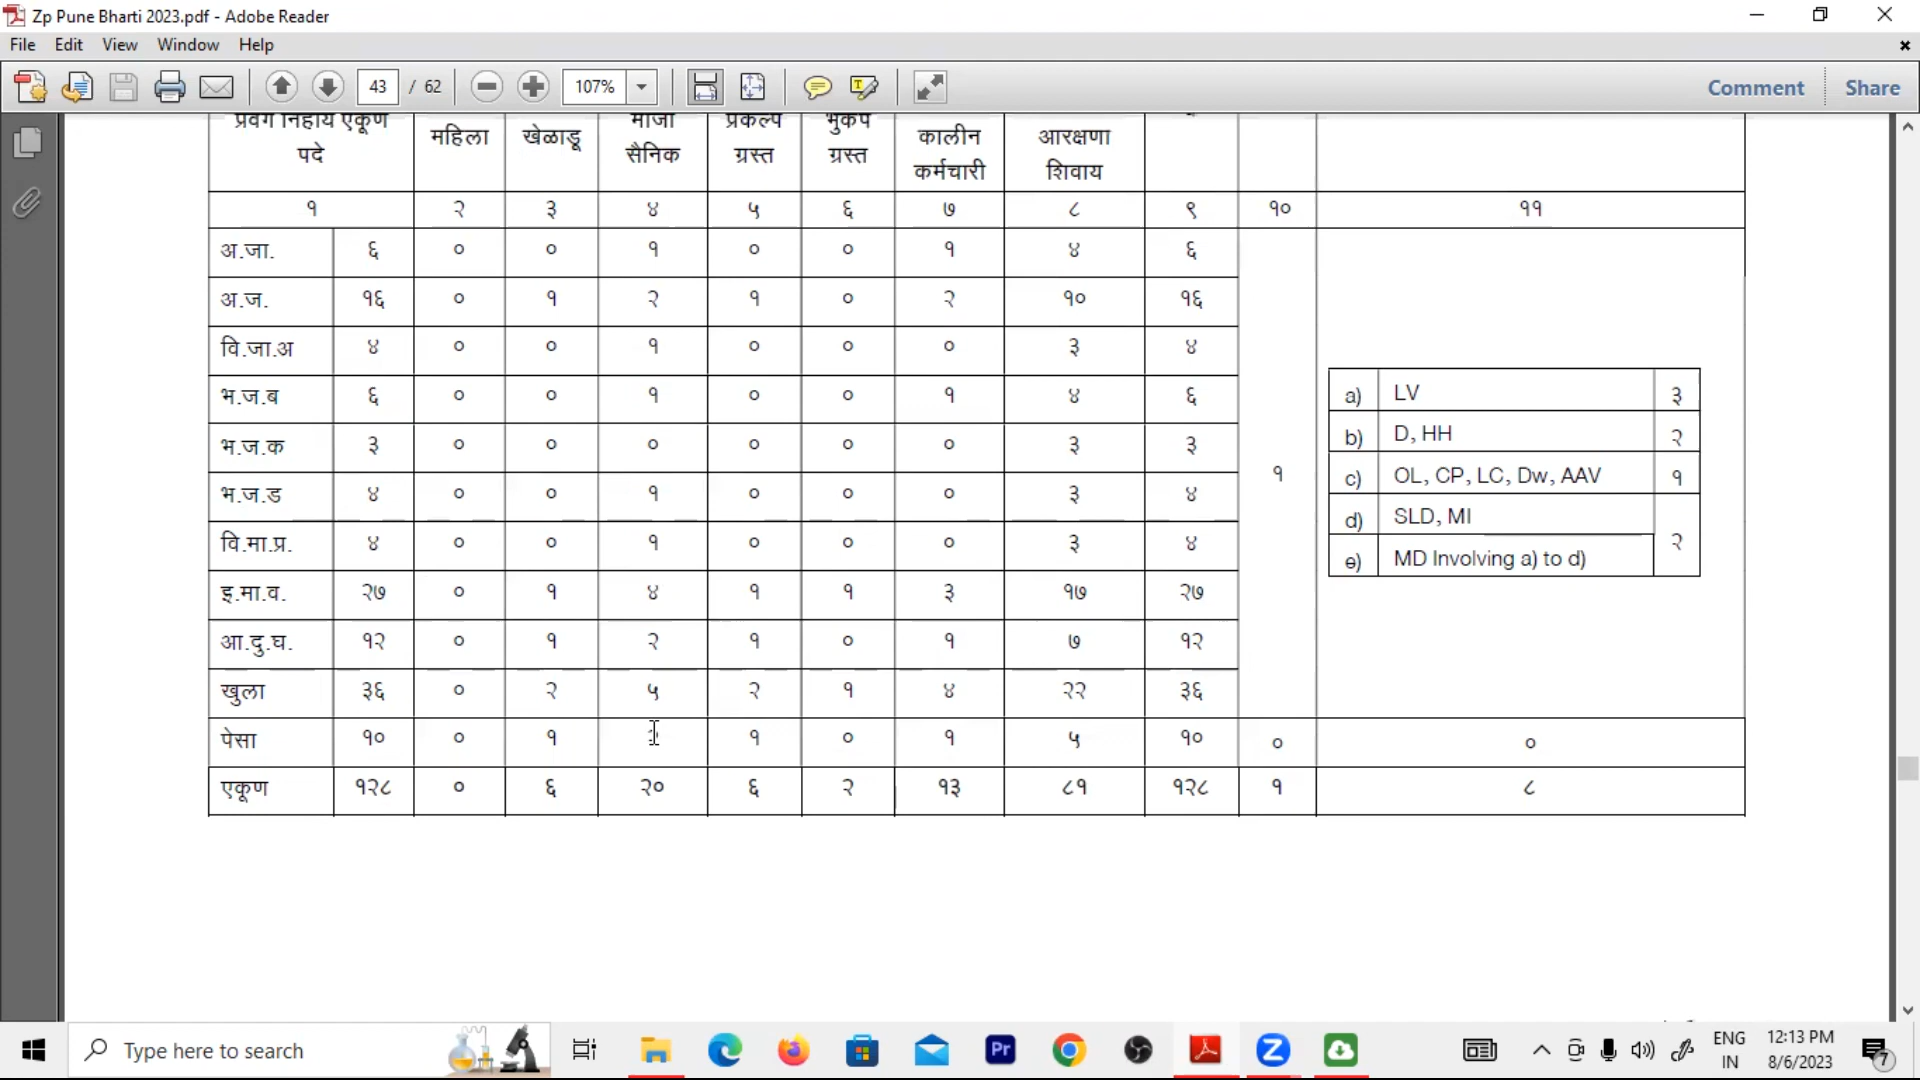 Zp Pune Bharti 2023.pdf - Adobe Reader
File Edit View Window Help
43 / 62 107% Comment Share
प्रवर्ग निहाय एकूण पदे महिला खेळाडू माजी सैनिक प्रकल्प ग्रस्त भुकंप ग्रस्त कालीन कर्मचारी आरक्षणा शिवाय
१ २ ३ ४ ५ ६ ७ ८ ९ १० ११
अ.जा. ६ ० ० १ ० ० १ ४ ६
अ.ज. १६ ० १ २ १ ० २ १० १६
वि.जा.अ ४ ० ० १ ० ० ० ३ ४
भ.ज.ब ६ ० ० १ ० ० १ ४ ६
भ.ज.क ३ ० ० ० ० ० ० ३ ३
भ.ज.ड ४ ० ० १ ० ० ० ३ ४
वि.मा.प्र. ४ ० ० १ ० ० ० ३ ४
इ.मा.व. २७ ० १ ४ १ १ ३ १७ २७
आ.दु.घ. १२ ० १ २ १ ० १ ७ १२
खुला ३६ ० २ ५ २ १ ४ २२ ३६
१
a) LV ३
b) D, HH २
c) OL, CP, LC, Dw, AAV १
d) SLD, MI
e) MD Involving a) to d) २
पेसा १० ० १ १ ० १ ५ १० ० ०
एकूण १२८ ० ६ २० ६ २ १३ ८१ १२८ १ ८
Type here to search
Pr
ENG
IN
12:13 PM
8/6/2023
7